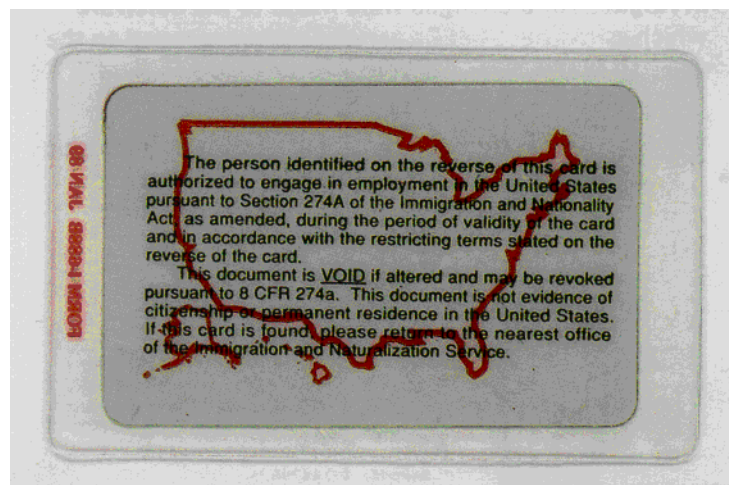 The person identified on the reverse of this card is
authorized to engage in employment in the United States
pursuant to Section 274A of the Immigration and Nationality
Act, as amended, during the period of validity of the card
and in accordance with the restricting terms stated on the
reverse of the card.
This document is VOID if altered and may be revoked
pursuant to 8 CFR 274a. This document is not evidence of
citizenship or permanent residence in the United States.
If this card is found, please return to the nearest office
of the Immigration and Naturalization Service.
FORM